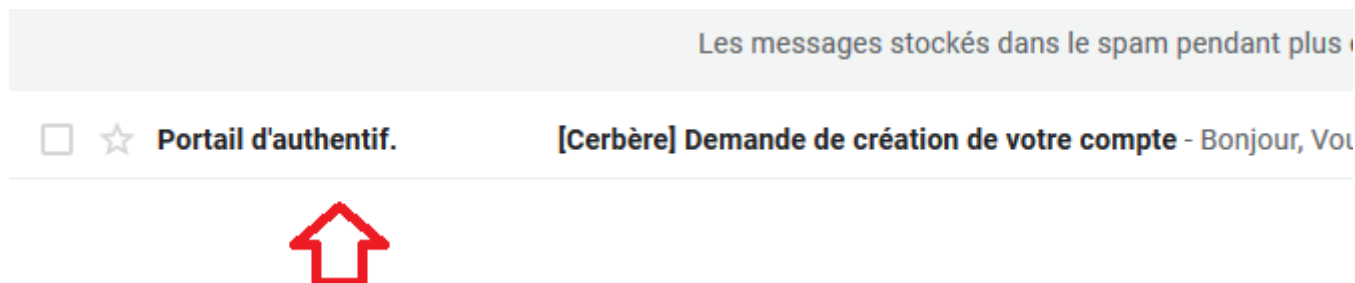 Les messages stockés dans le spam pendant plus
Portail d'authentif. [Cerbère] Demande de création de votre compte - Bonjour, Vou